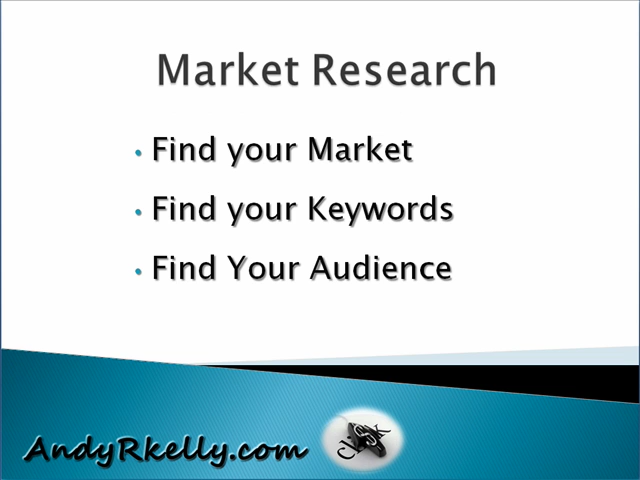 Market Research
• Find your Market
• Find your Keywords
• Find Your Audience
AndyRkelly.com